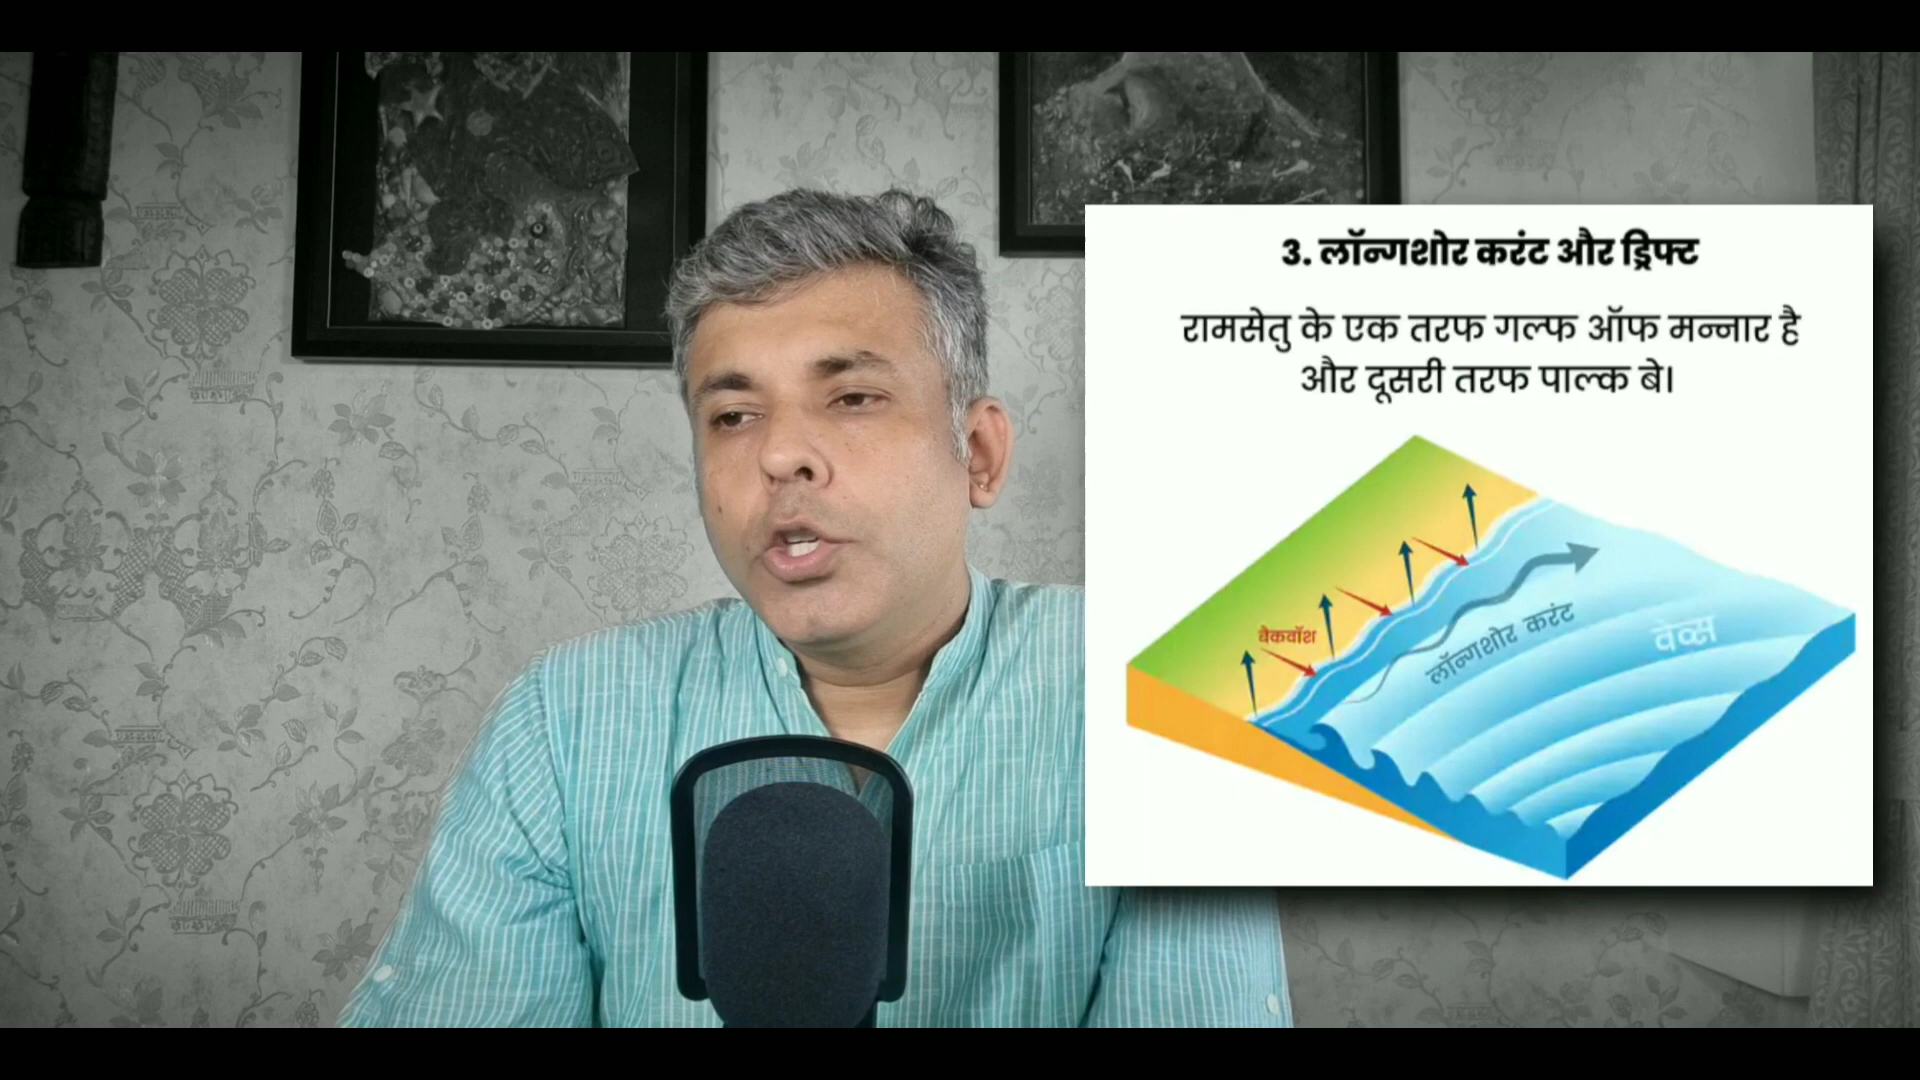 3. लॉन्गशोर करंट और ड्रिफ्ट
रामसेतु के एक तरफ गल्फ ऑफ मन्नार है
और दूसरी तरफ पाल्क बे।
बैकवॉश
लॉन्गशोर करंट
वेव्स